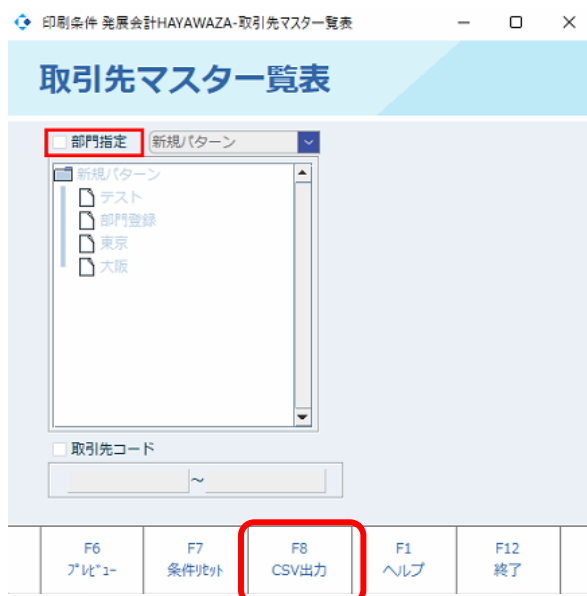 印刷条件 発展会計HAYAWAZA-取引先マスター覧表
取引先マスター一覧表
部門指定 新規パターン
新規パターン
テスト
部門登録
東京
大阪
取引先コード
～
F6 F7 F8 F1 F12
ﾌﾟﾚﾋﾞｭｰ 条件ﾘｾｯﾄ CSV出力 ヘルプ 終了